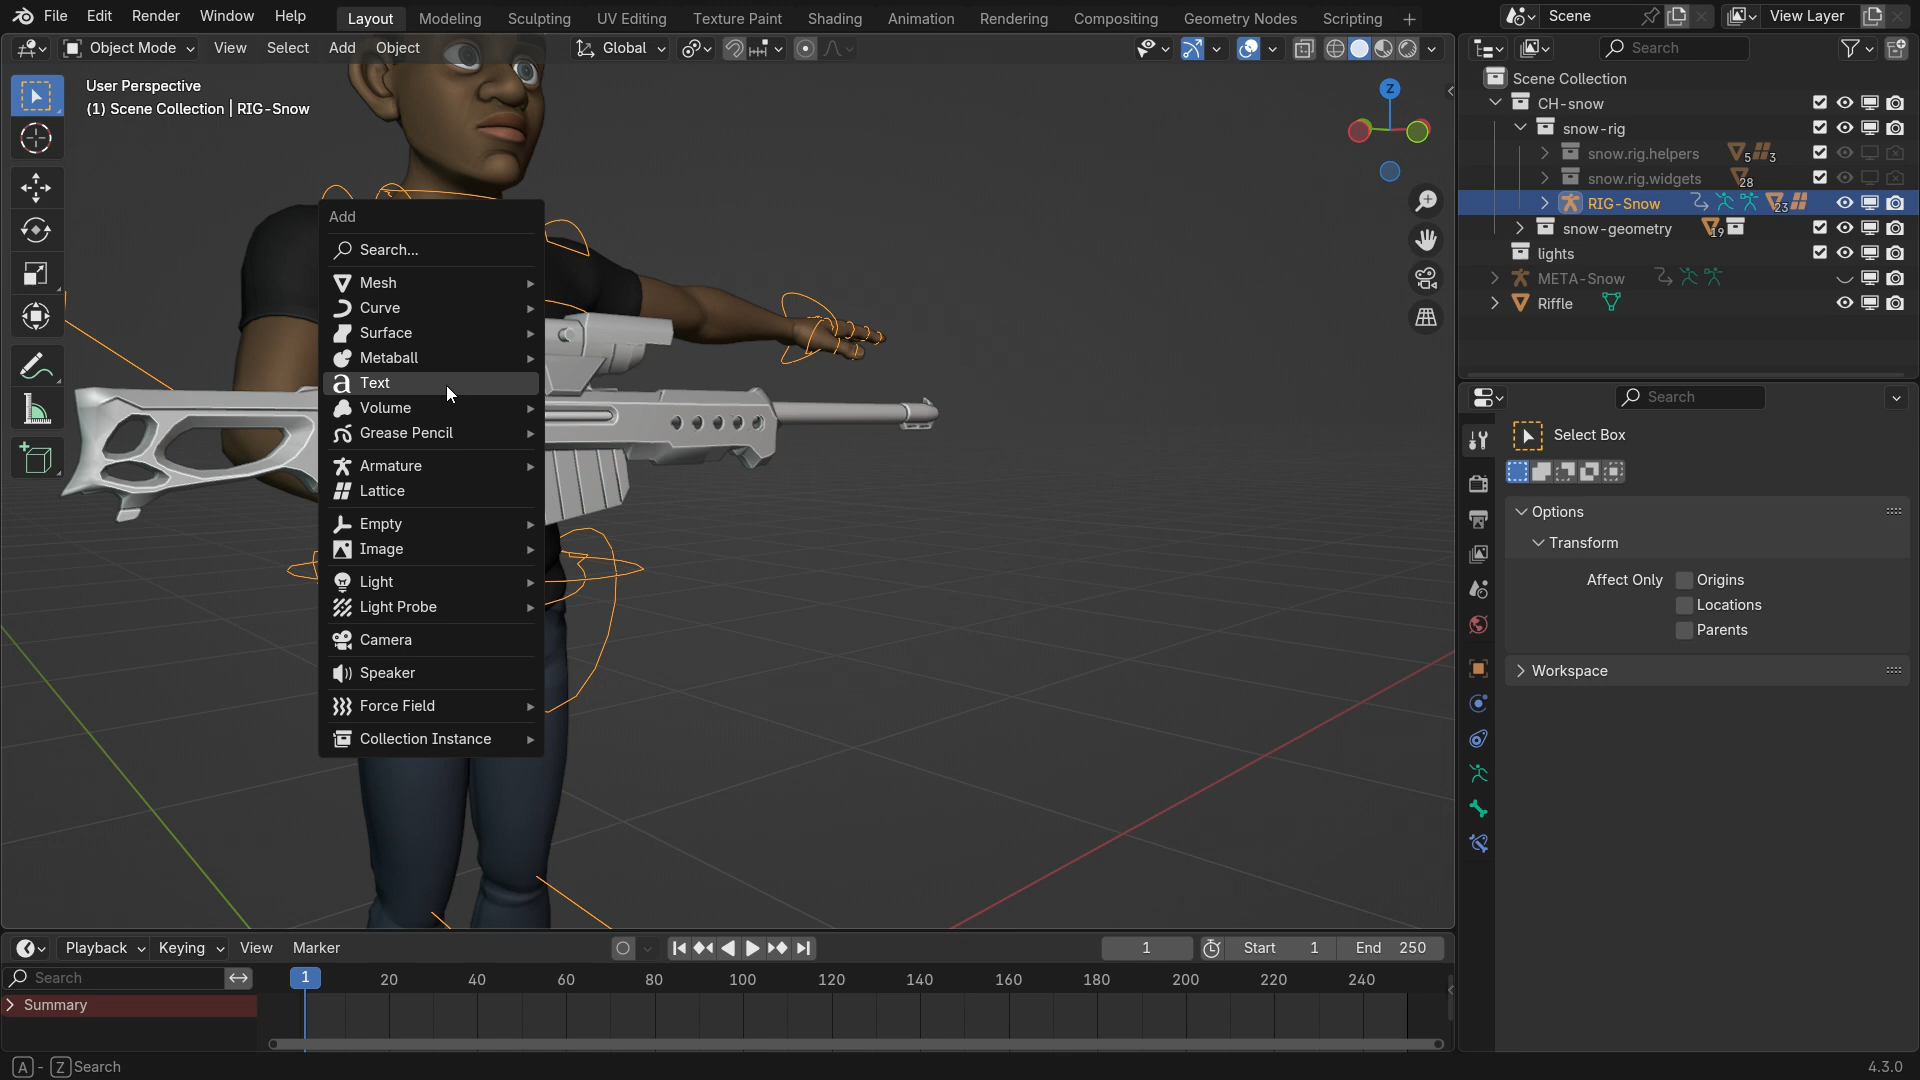 File Edit Render Window Help
Layout Modeling Sculpting UV Editing Texture Paint Shading Animation Rendering Compositing Geometry Nodes Scripting
Scene
View Layer
Object Mode View Select Add Object
Global
Search
User Perspective
(1) Scene Collection | RIG-Snow
Z
Add
Search...
Mesh
Curve
Surface
Metaball
Text
Volume
Grease Pencil
Armature
Lattice
Empty
Image
Light
Light Probe
Camera
Speaker
Force Field
Collection Instance
Scene Collection
CH-snow
snow-rig
snow.rig.helpers 5 3
snow.rig.widgets 28
RIG-Snow 23
snow-geometry 19
lights
META-Snow
Riffle
Search
Select Box
Options
Transform
Affect Only Origins
Locations
Parents
Workspace
Playback Keying View Marker
1 Start 1 End 250
Search
1 20 40 60 80 100 120 140 160 180 200 220 240
Summary
A - Z Search
4.3.0